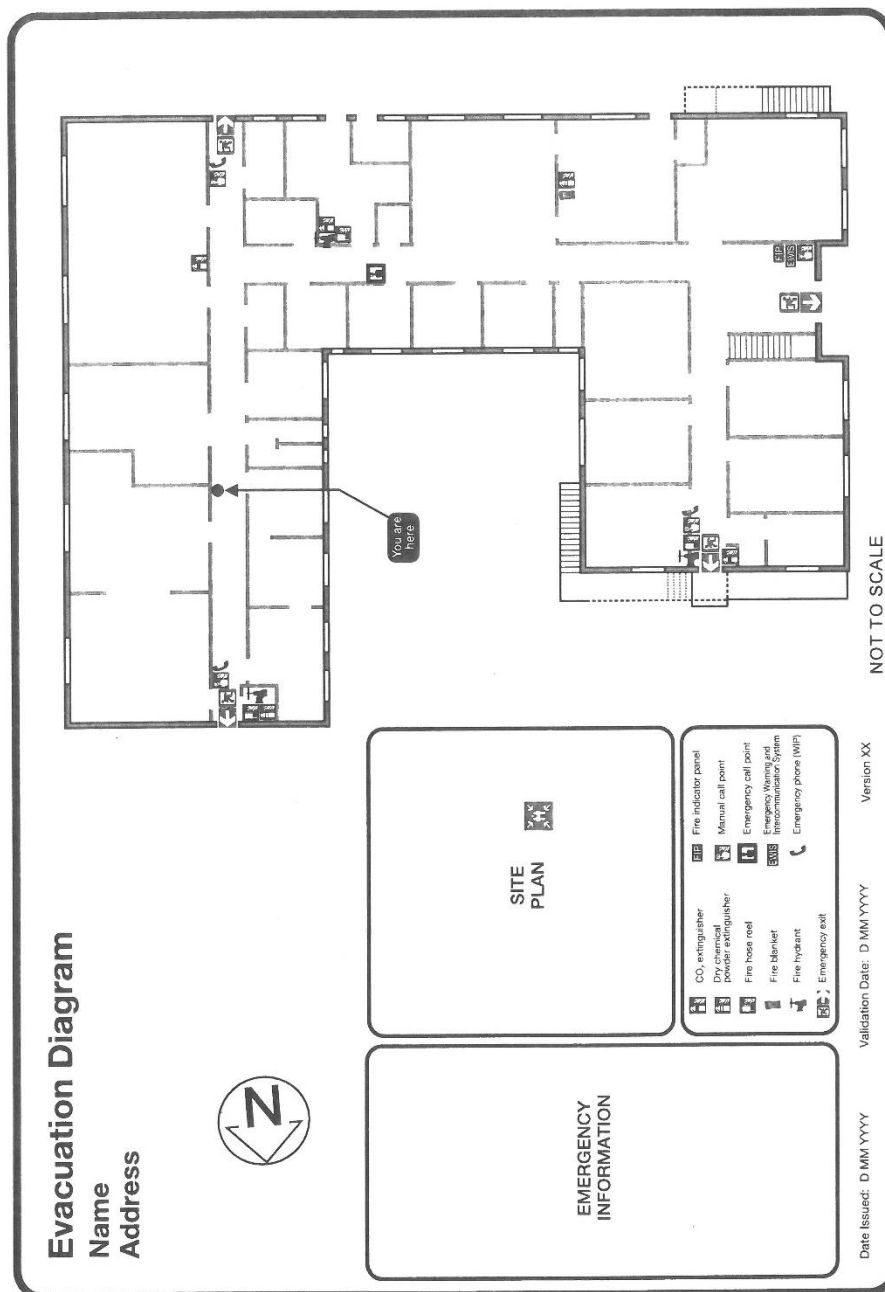 Evacuation Diagram
Name
Address
N
You are
here
FIP
EWIS
EMERGENCY
INFORMATION
SITE
PLAN
CO₂ extinguisher
Dry chemical
powder extinguisher
Fire hose reel
Fire blanket
Fire hydrant
Emergency exit
FIP
Fire indicator panel
Manual call point
Emergency call point
EWIS
Emergency Warning and
Intercommunication System
Emergency phone (WIP)
NOT TO SCALE
Date Issued: D MM YYYY
Validation Date: D MM YYYY
Version XX